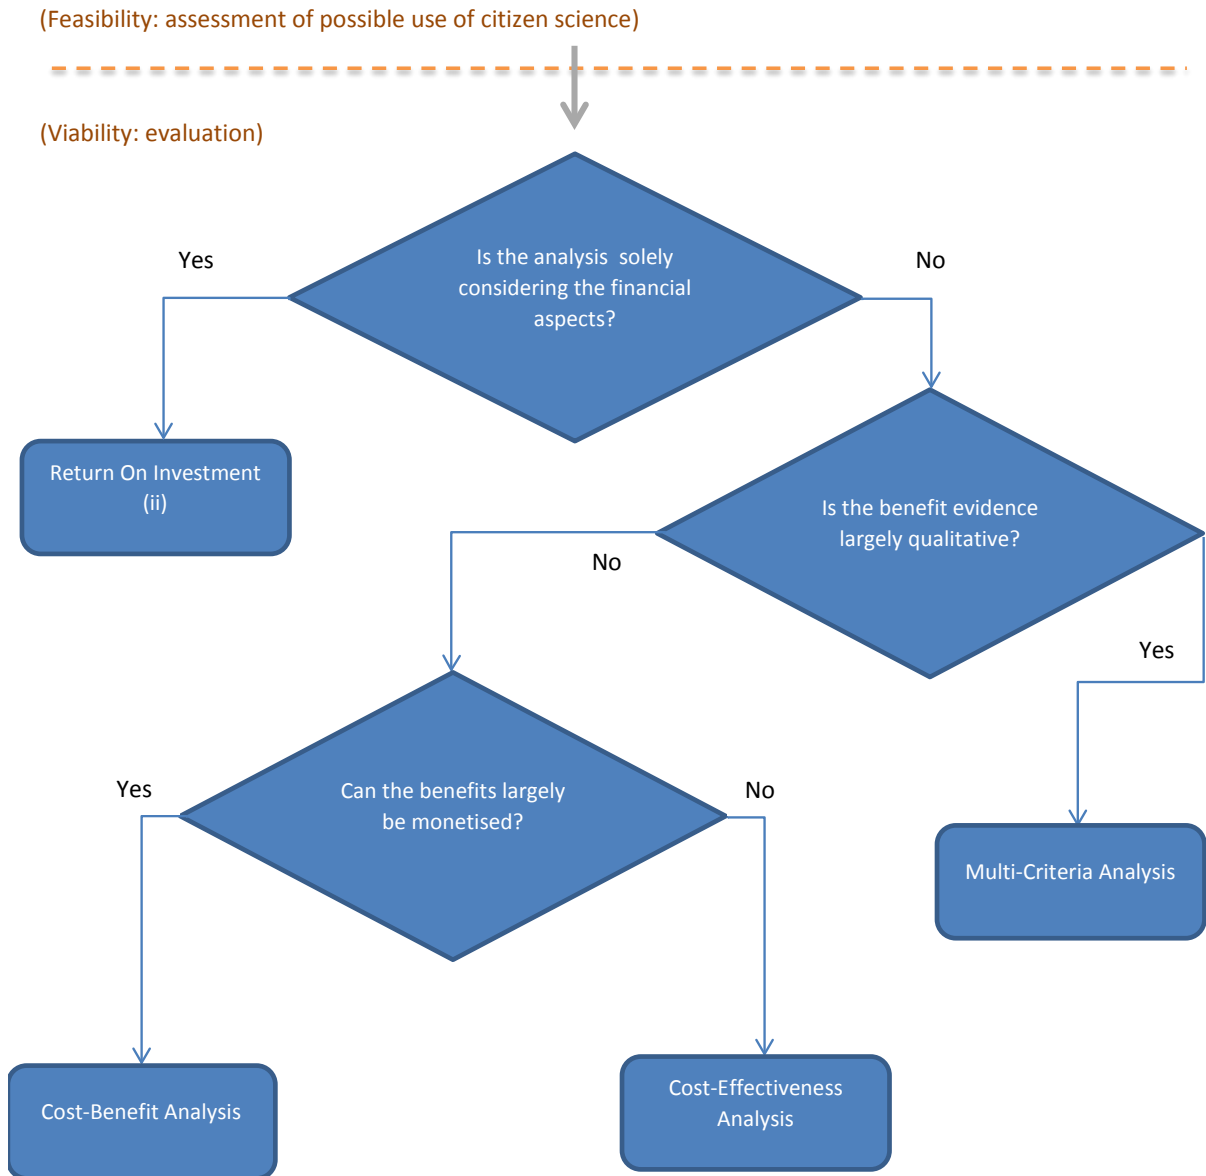 (Feasibility: assessment of possible use of citizen science)
(Viability: evaluation)
Yes
Is the analysis  solely
considering the financial
aspects?
No
Return On Investment
(ii)
Is the benefit evidence
largely qualitative?
No
Yes
Yes
Can the benefits largely
be monetised?
No
Multi-Criteria Analysis
Cost-Benefit Analysis
Cost-Effectiveness
Analysis